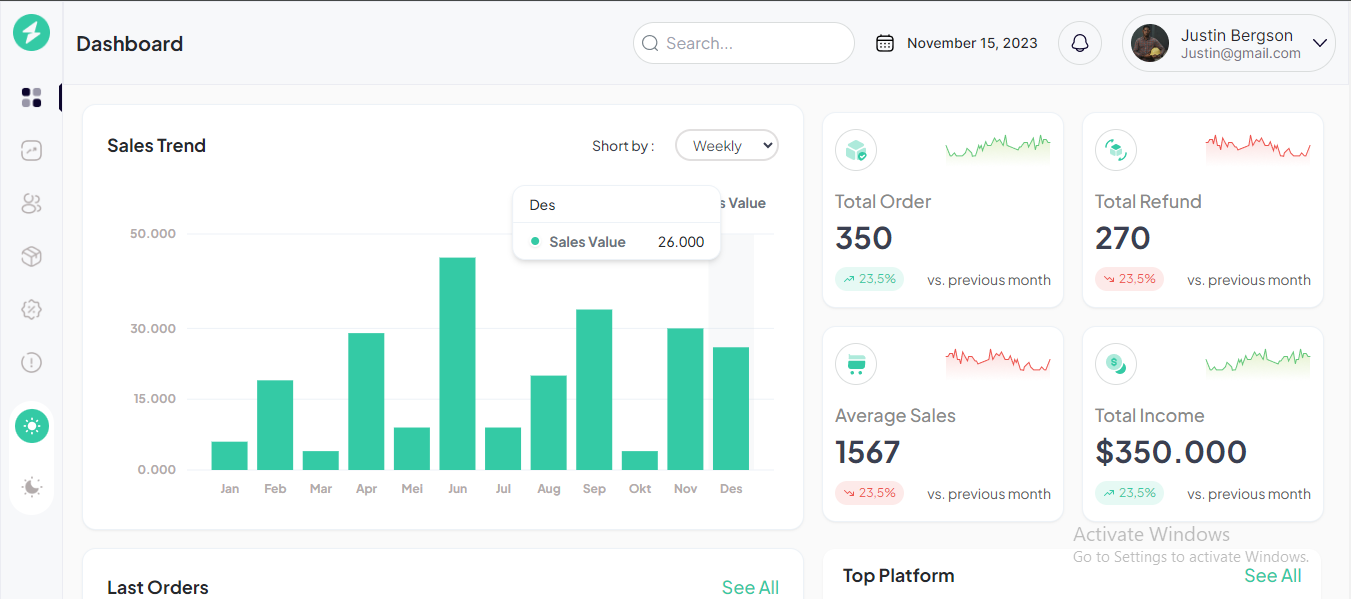 Dashboard
Search...
November 15, 2023
Justin Bergson
Justin@gmail.com
Sales Trend
Short by :
Weekly
Des
s Value
Sales Value 26.000
50.000
30.000
15.000
0.000
Jan Feb Mar Apr Mei Jun Jul Aug Sep Okt Nov Des
Total Order
350
23,5% vs. previous month
Total Refund
270
23,5% vs. previous month
Average Sales
1567
23,5% vs. previous month
Total Income
$350.000
23,5% vs. previous month
Activate Windows
Go to Settings to activate Windows.
Last Orders See All
Top Platform See All